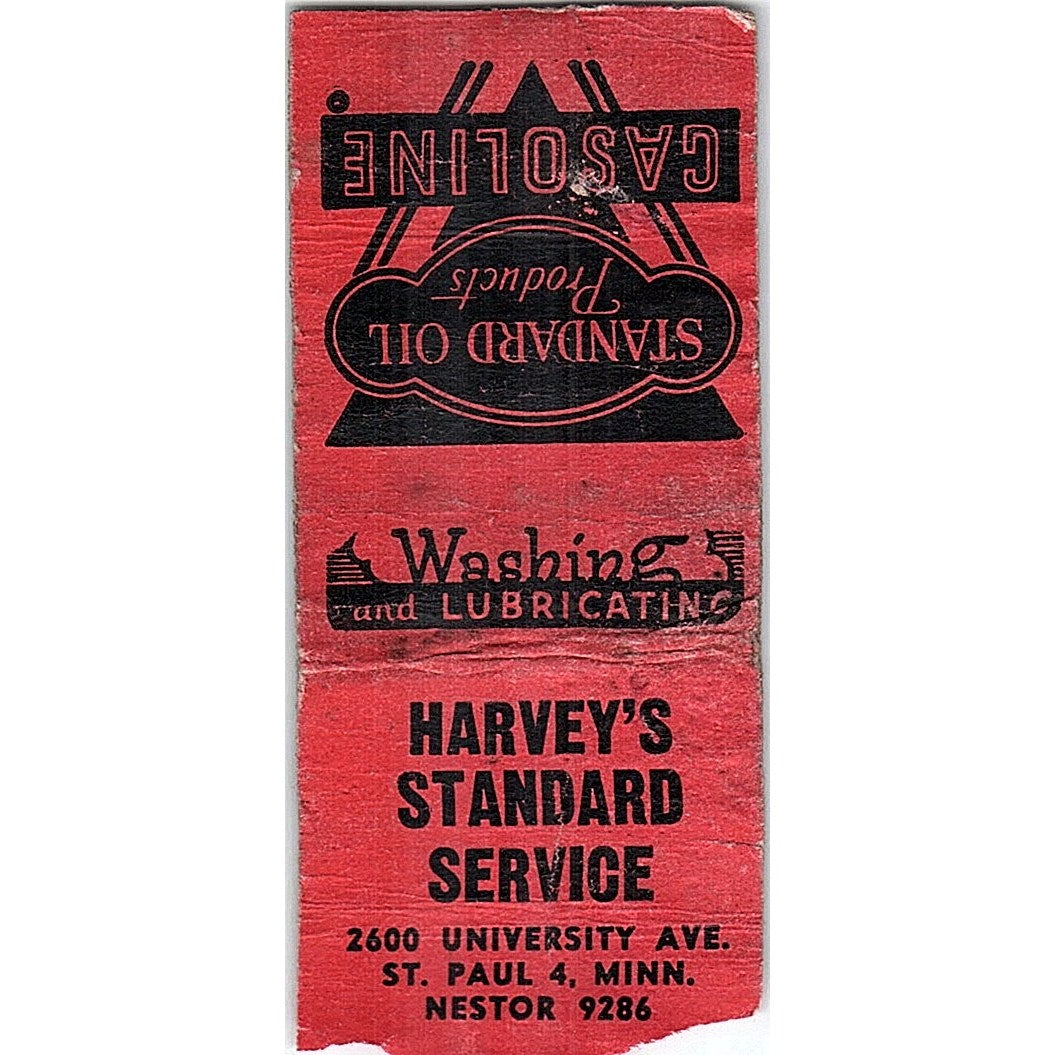 GASOLINE
STANDARD OIL
Products
Washing
and LUBRICATING
HARVEY'S
STANDARD
SERVICE
2600 UNIVERSITY AVE.
ST. PAUL 4, MINN.
NESTOR 9286